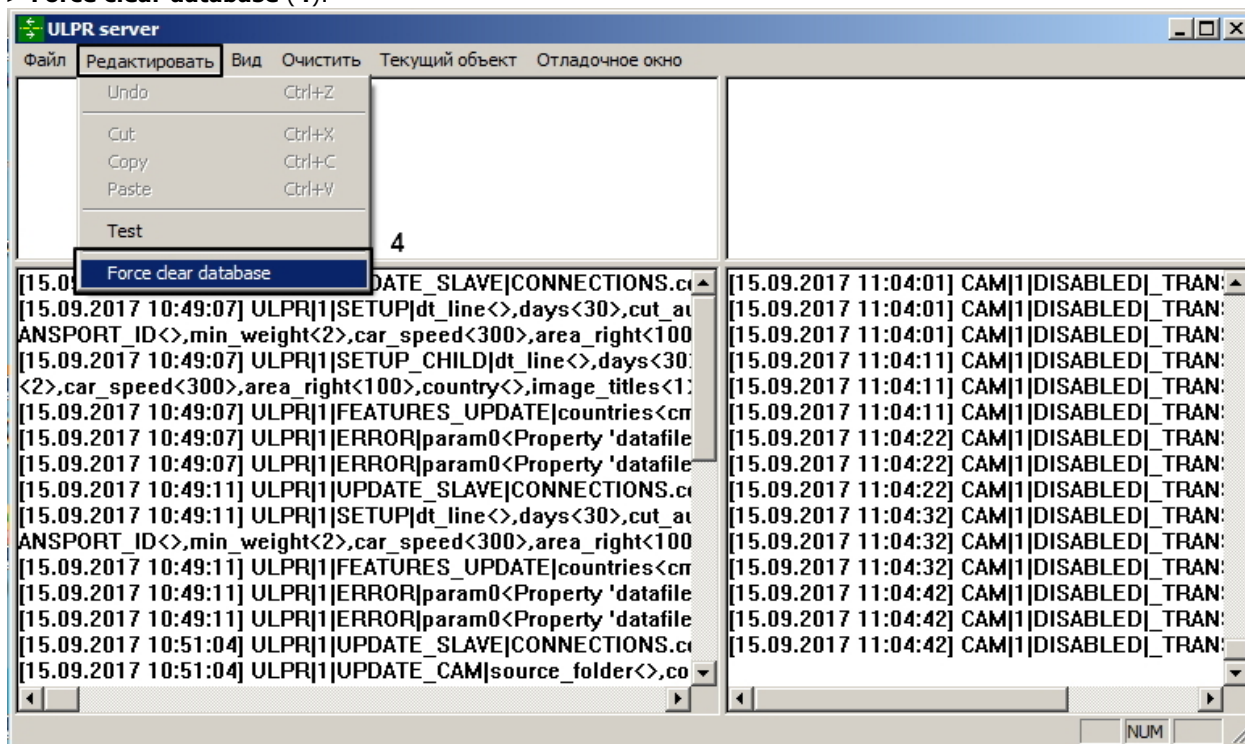 > Force clear database (4).
ULPR server
Файл Редактировать Вид Очистить Текущий объект Отладочное окно
Undo Ctrl+Z
Cut Ctrl+X
Copy Ctrl+C
Paste Ctrl+V
Test
4
Force clear database
[15.0 DATE_SLAVE|CONNECTIONS.c
[15.09.2017 10:49:07] ULPR|1|SETUP|dt_line<>,days<30>,cut_au
ANSPORT_ID<>,min_weight<2>,car_speed<300>,area_right<100
[15.09.2017 10:49:07] ULPR|1|SETUP_CHILD|dt_line<>,days<30
<2>,car_speed<300>,area_right<100>,country<>,image_titles<1
[15.09.2017 10:49:07] ULPR|1|FEATURES_UPDATE|countries<cm
[15.09.2017 10:49:07] ULPR|1|ERROR|param0<Property 'datafile
[15.09.2017 10:49:07] ULPR|1|ERROR|param0<Property 'datafile
[15.09.2017 10:49:11] ULPR|1|UPDATE_SLAVE|CONNECTIONS.c
[15.09.2017 10:49:11] ULPR|1|SETUP|dt_line<>,days<30>,cut_au
ANSPORT_ID<>,min_weight<2>,car_speed<300>,area_right<100
[15.09.2017 10:49:11] ULPR|1|FEATURES_UPDATE|countries<cm
[15.09.2017 10:49:11] ULPR|1|ERROR|param0<Property 'datafile
[15.09.2017 10:49:11] ULPR|1|ERROR|param0<Property 'datafile
[15.09.2017 10:51:04] ULPR|1|UPDATE_SLAVE|CONNECTIONS.c
[15.09.2017 10:51:04] ULPR|1|UPDATE_CAM|source_folder<>,co
[15.09.2017 11:04:01] CAM|1|DISABLED|_TRAN
[15.09.2017 11:04:01] CAM|1|DISABLED|_TRAN
[15.09.2017 11:04:01] CAM|1|DISABLED|_TRAN
[15.09.2017 11:04:11] CAM|1|DISABLED|_TRAN
[15.09.2017 11:04:11] CAM|1|DISABLED|_TRAN
[15.09.2017 11:04:11] CAM|1|DISABLED|_TRAN
[15.09.2017 11:04:22] CAM|1|DISABLED|_TRAN
[15.09.2017 11:04:22] CAM|1|DISABLED|_TRAN
[15.09.2017 11:04:22] CAM|1|DISABLED|_TRAN
[15.09.2017 11:04:32] CAM|1|DISABLED|_TRAN
[15.09.2017 11:04:32] CAM|1|DISABLED|_TRAN
[15.09.2017 11:04:32] CAM|1|DISABLED|_TRAN
[15.09.2017 11:04:42] CAM|1|DISABLED|_TRAN
[15.09.2017 11:04:42] CAM|1|DISABLED|_TRAN
[15.09.2017 11:04:42] CAM|1|DISABLED|_TRAN
NUM